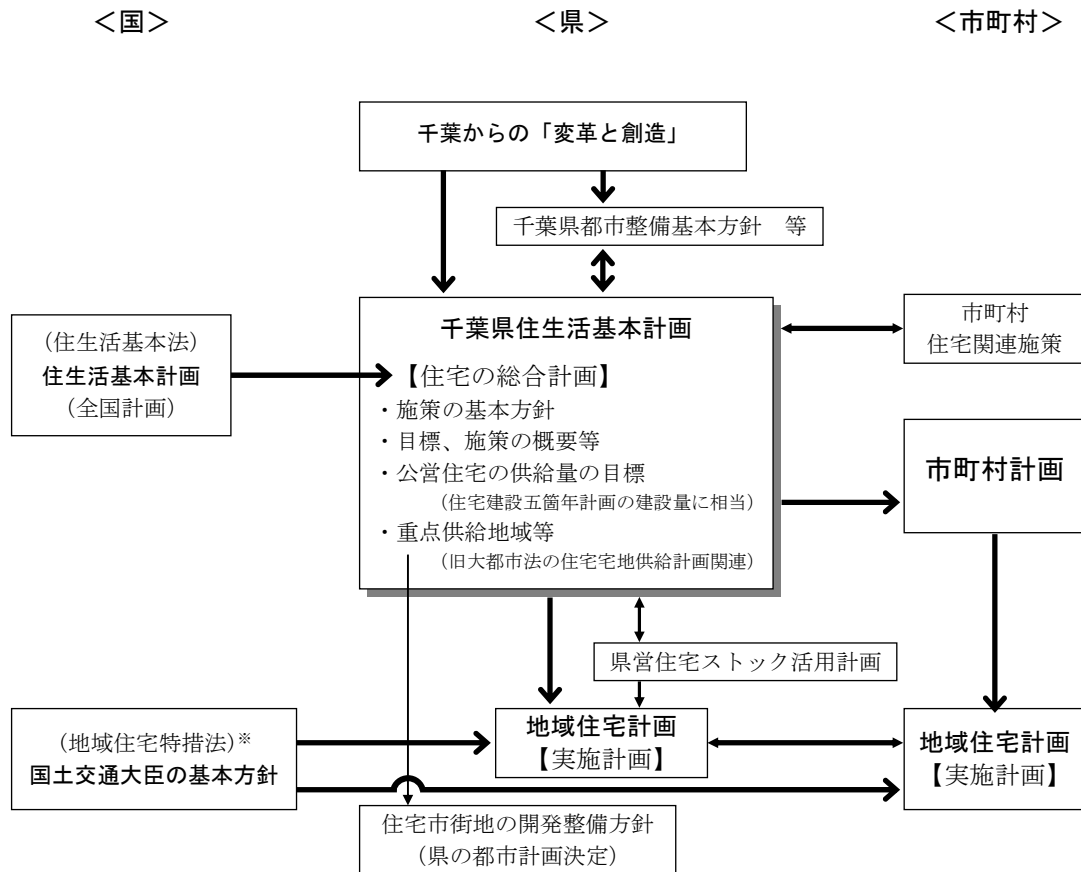 ＜国＞
＜県＞
＜市町村＞
千葉からの「変革と創造」
千葉県都市整備基本方針　等
千葉県住生活基本計画
【住宅の総合計画】
・施策の基本方針
・目標、施策の概要等
・公営住宅の供給量の目標
（住宅建設五箇年計画の建設量に相当）
・重点供給地域等
（旧大都市法の住宅宅地供給計画関連）
（住生活基本法）
住生活基本計画
（全国計画）
市町村
住宅関連施策
市町村計画
県営住宅ストック活用計画
（地域住宅特措法）※
国土交通大臣の基本方針
地域住宅計画
【実施計画】
地域住宅計画
【実施計画】
住宅市街地の開発整備方針
（県の都市計画決定）